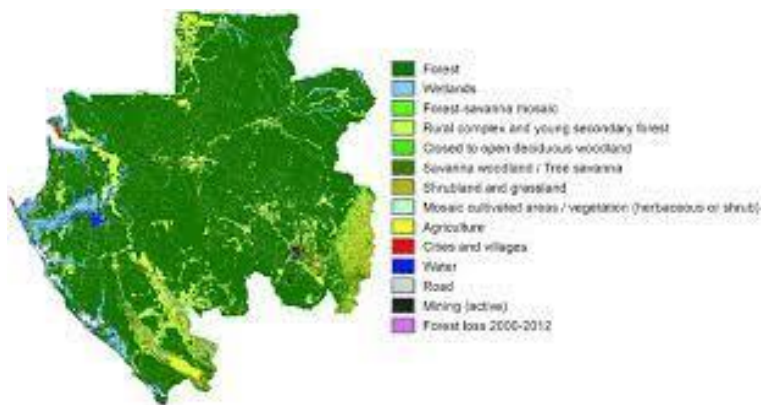 Forest
Wetlands
Forest-savanna mosaic
Rural complex and young secondary forest
Closed to open deciduous woodland
Savanna woodland / Tree savanna
Shrubland and grassland
Mosaic cultivated areas / vegetation (herbaceous or shrub)
Agriculture
Cities and villages
Water
Road
Mining (active)
Forest loss 2000-2012